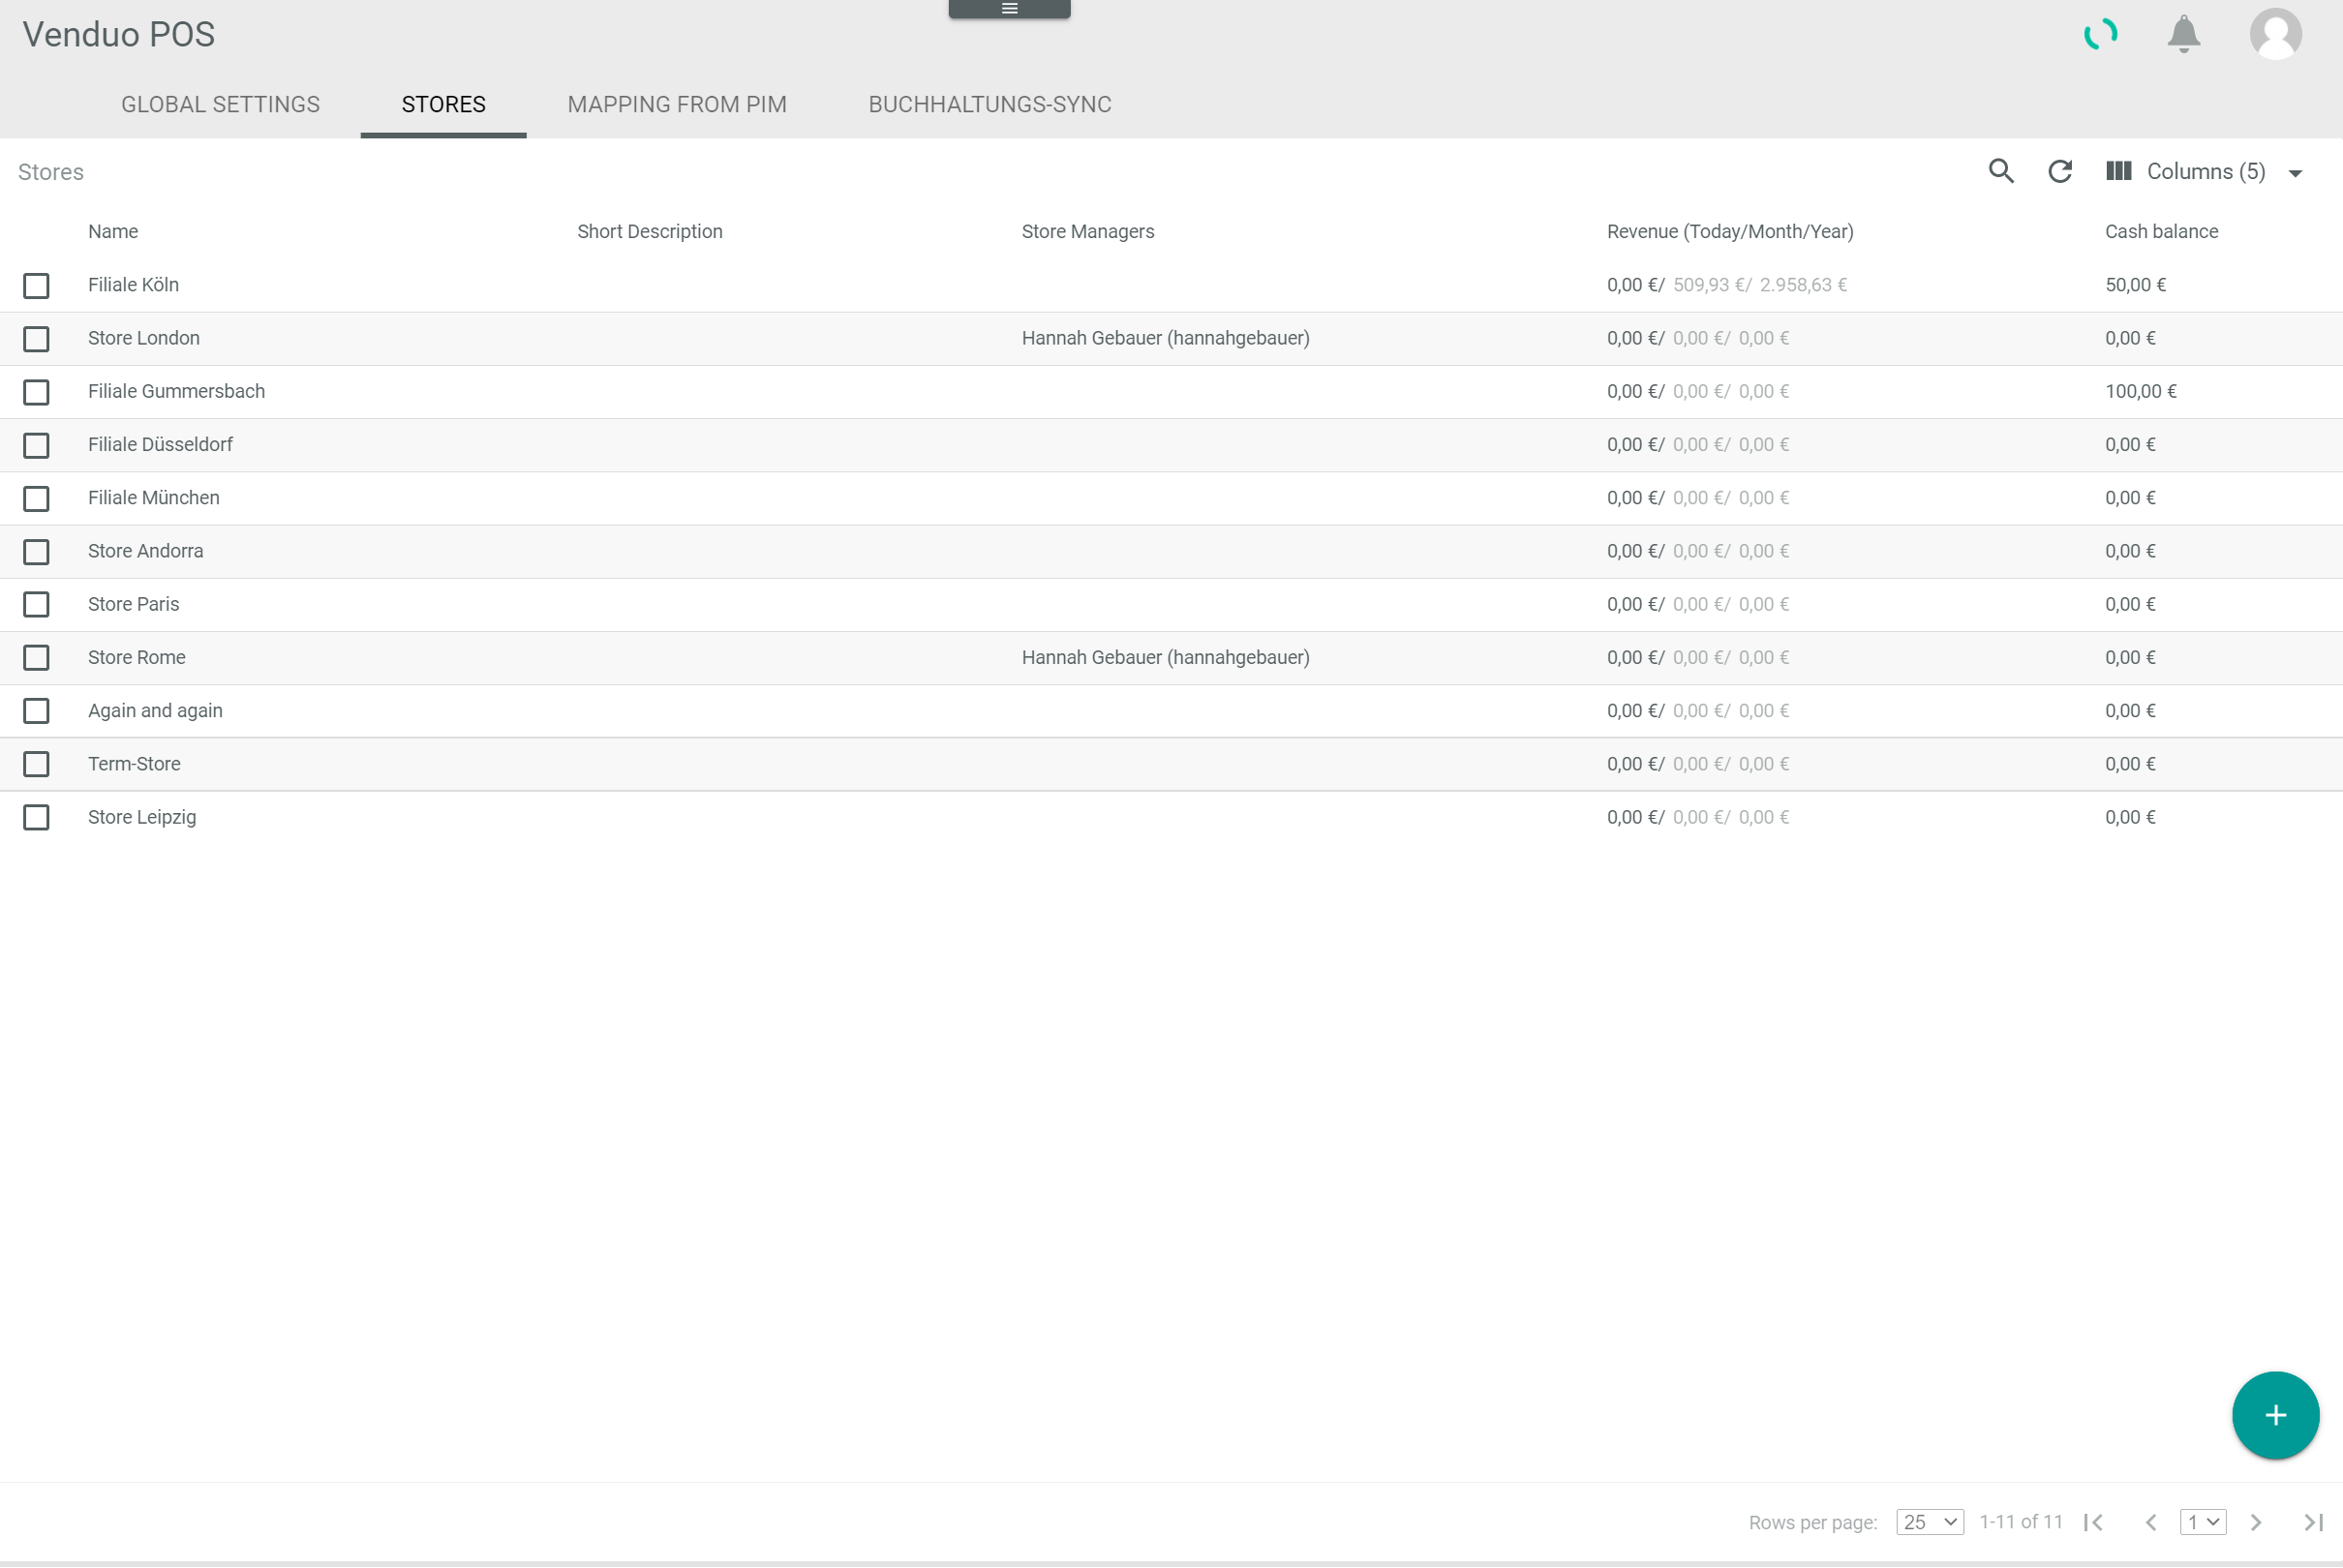 Venduo POS
GLOBAL SETTINGS STORES MAPPING FROM PIM BUCHHALTUNGS-SYNC
Stores Columns (5)
Name Short Description Store Managers Revenue (Today/Month/Year) Cash balance
Filiale Köln 0,00 €/ 509,93 €/ 2.958,63 € 50,00 €
Store London Hannah Gebauer (hannahgebauer) 0,00 €/ 0,00 €/ 0,00 € 0,00 €
Filiale Gummersbach 0,00 €/ 0,00 €/ 0,00 € 100,00 €
Filiale Düsseldorf 0,00 €/ 0,00 €/ 0,00 € 0,00 €
Filiale München 0,00 €/ 0,00 €/ 0,00 € 0,00 €
Store Andorra 0,00 €/ 0,00 €/ 0,00 € 0,00 €
Store Paris 0,00 €/ 0,00 €/ 0,00 € 0,00 €
Store Rome Hannah Gebauer (hannahgebauer) 0,00 €/ 0,00 €/ 0,00 € 0,00 €
Again and again 0,00 €/ 0,00 €/ 0,00 € 0,00 €
Term-Store 0,00 €/ 0,00 €/ 0,00 € 0,00 €
Store Leipzig 0,00 €/ 0,00 €/ 0,00 € 0,00 €
Rows per page: 25 1-11 of 11 1